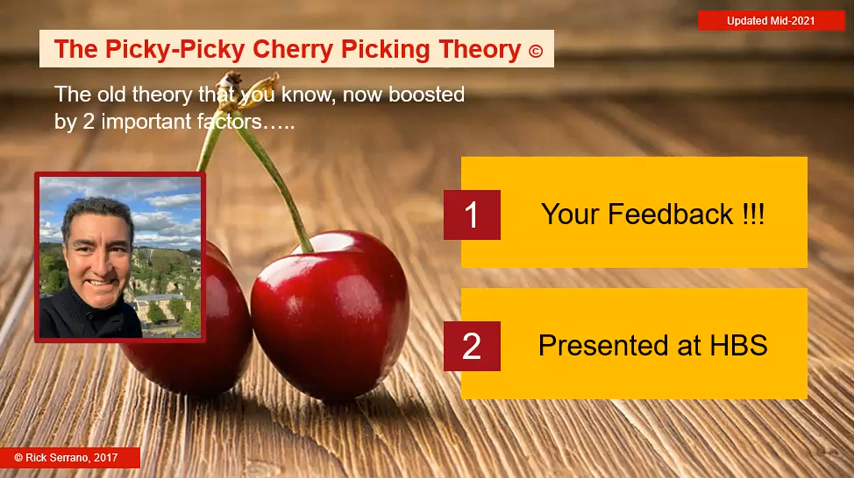 Updated Mid-2021
The Picky-Picky Cherry Picking Theory ©
The old theory that you know, now boosted
by 2 important factors…..
1 Your Feedback !!!
2 Presented at HBS
© Rick Serrano, 2017